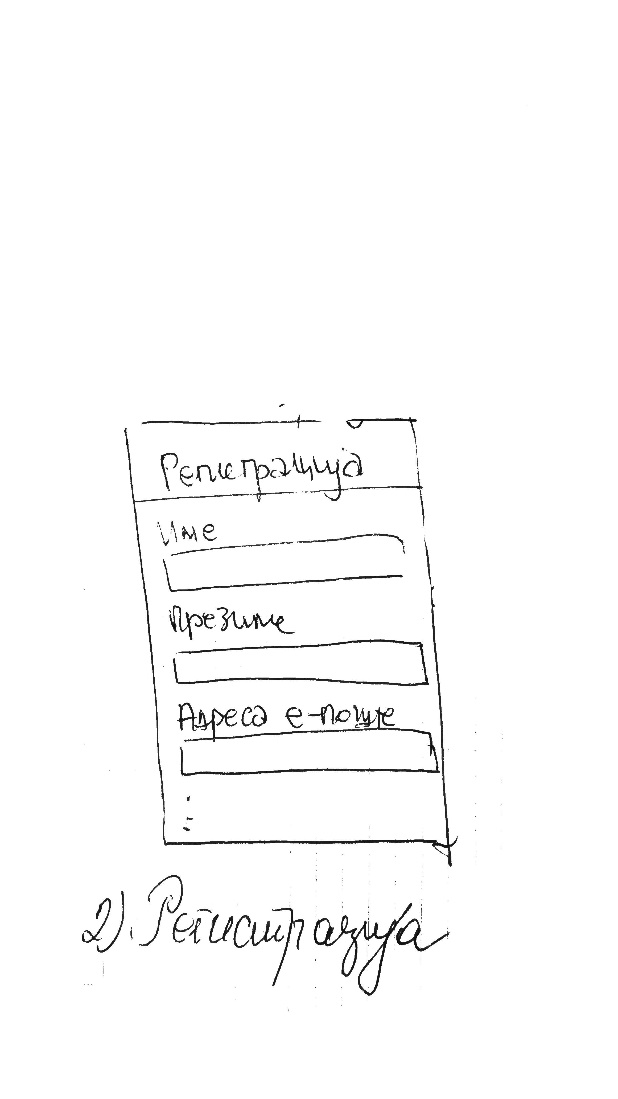 Регистрација
Име
Презиме
Адреса е-поште
2) Регистрација